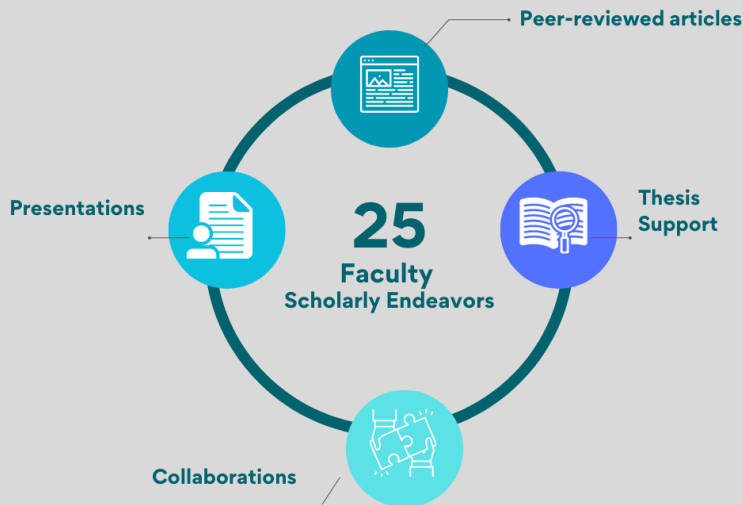 Peer-reviewed articles
Presentations
Thesis
Support
25
Faculty
Scholarly Endeavors
Collaborations